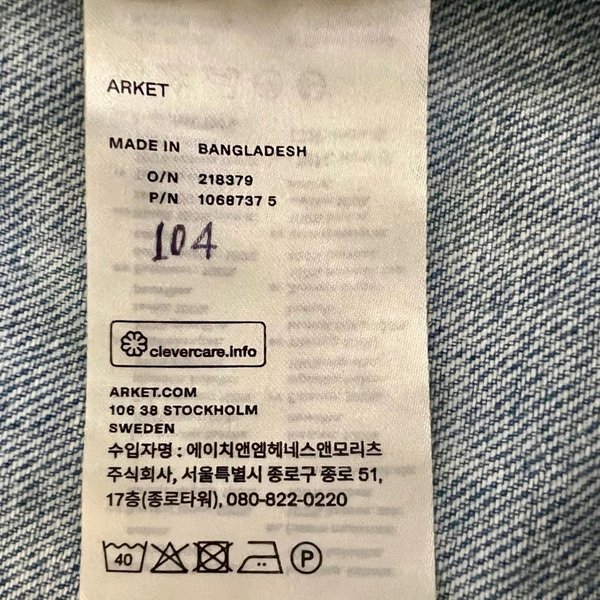 ARKET
MADE IN BANGLADESH
O/N 218379
P/N 1068737 5
104
clevercare.info
ARKET.COM
106 38 STOCKHOLM
SWEDEN
수입자명 : 에이치앤엠헤네스앤모리츠
주식회사, 서울특별시 종로구 종로 51,
17층(종로타워), 080-822-0220
40 P